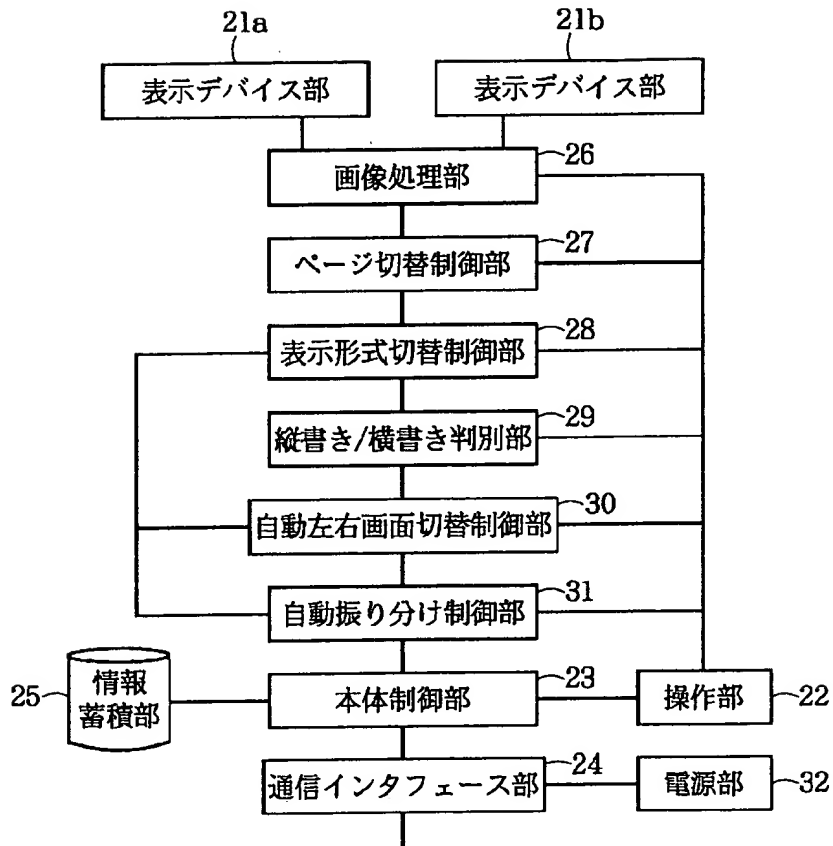 21a
21b
表示デバイス部
表示デバイス部
画像処理部
26
ページ切替制御部
27
表示形式切替制御部
28
縦書き/横書き判別部
29
自動左右画面切替制御部
30
自動振り分け制御部
31
25
情報
蓄積部
本体制御部
23
操作部
22
通信インタフェース部
24
電源部
32